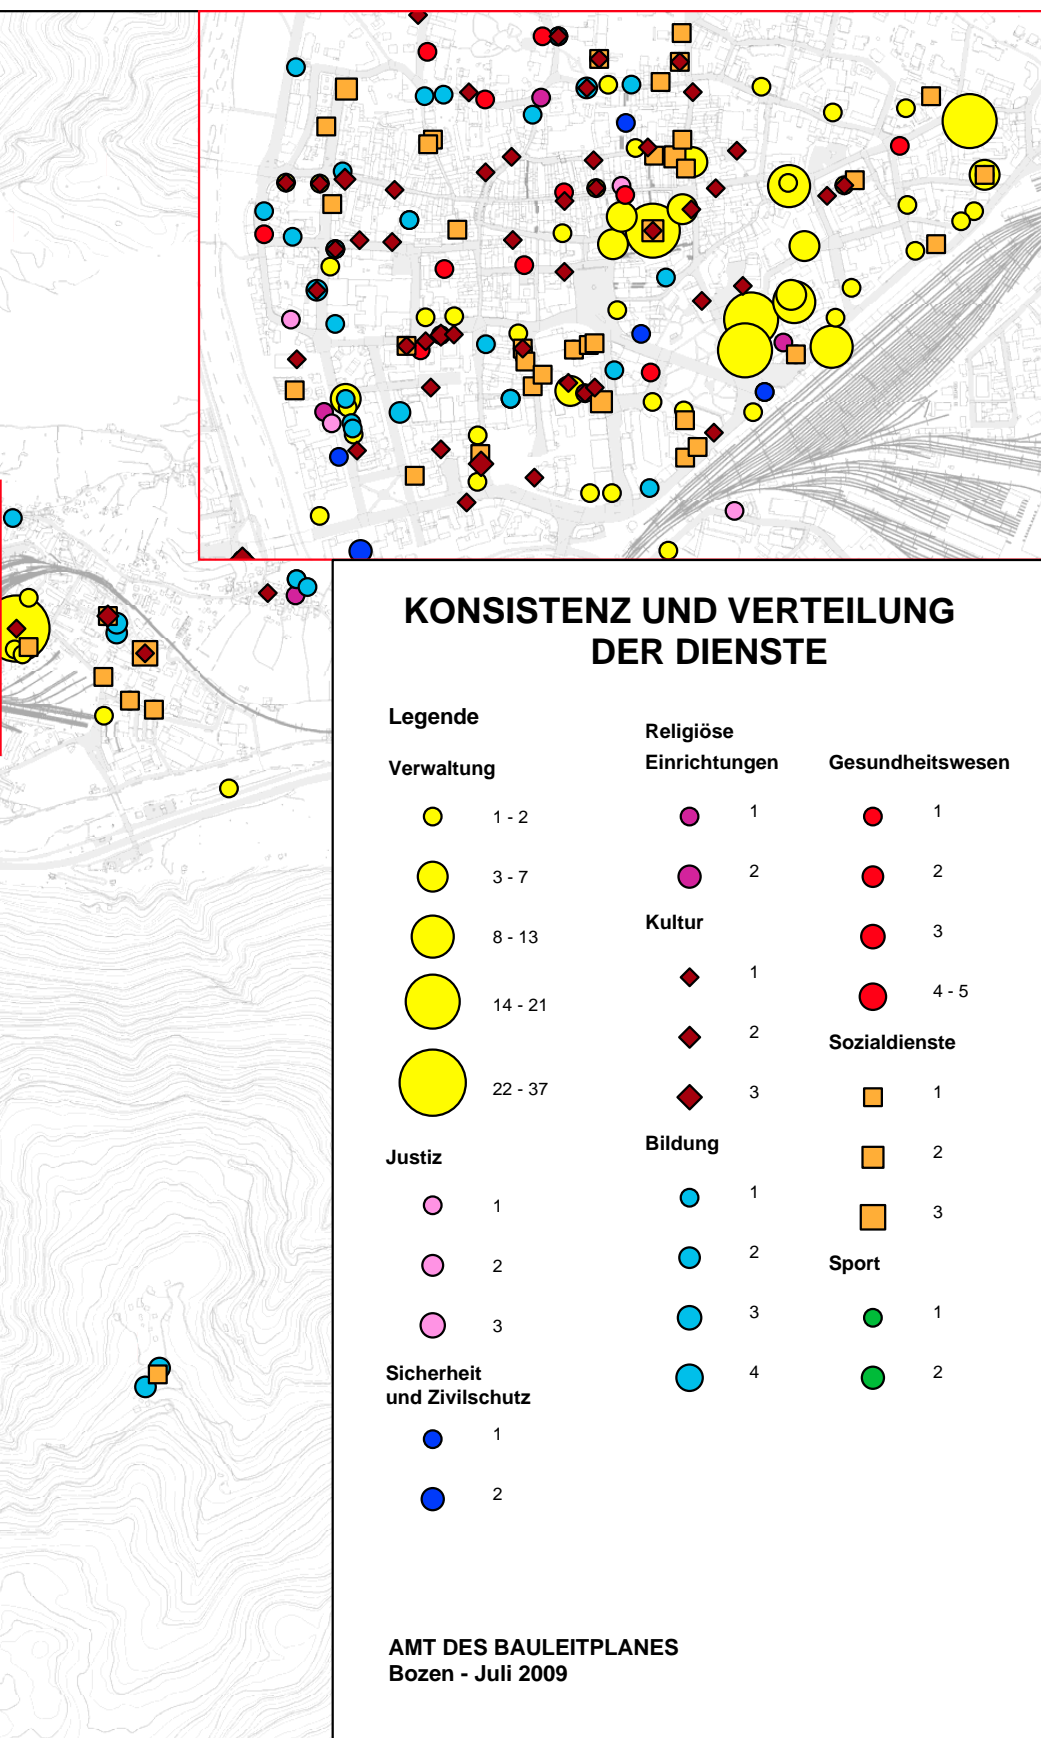 KONSISTENZ UND VERTEILUNG
DER DIENSTE
Legende
Verwaltung
1 - 2
3 - 7
8 - 13
14 - 21
22 - 37
Justiz
1
2
3
Sicherheit
und Zivilschutz
1
2
Religiöse
Einrichtungen
1
2
Kultur
1
2
3
Bildung
1
2
3
4
Gesundheitswesen
1
2
3
4 - 5
Sozialdienste
1
2
3
Sport
1
2
AMT DES BAULEITPLANES
Bozen - Juli 2009